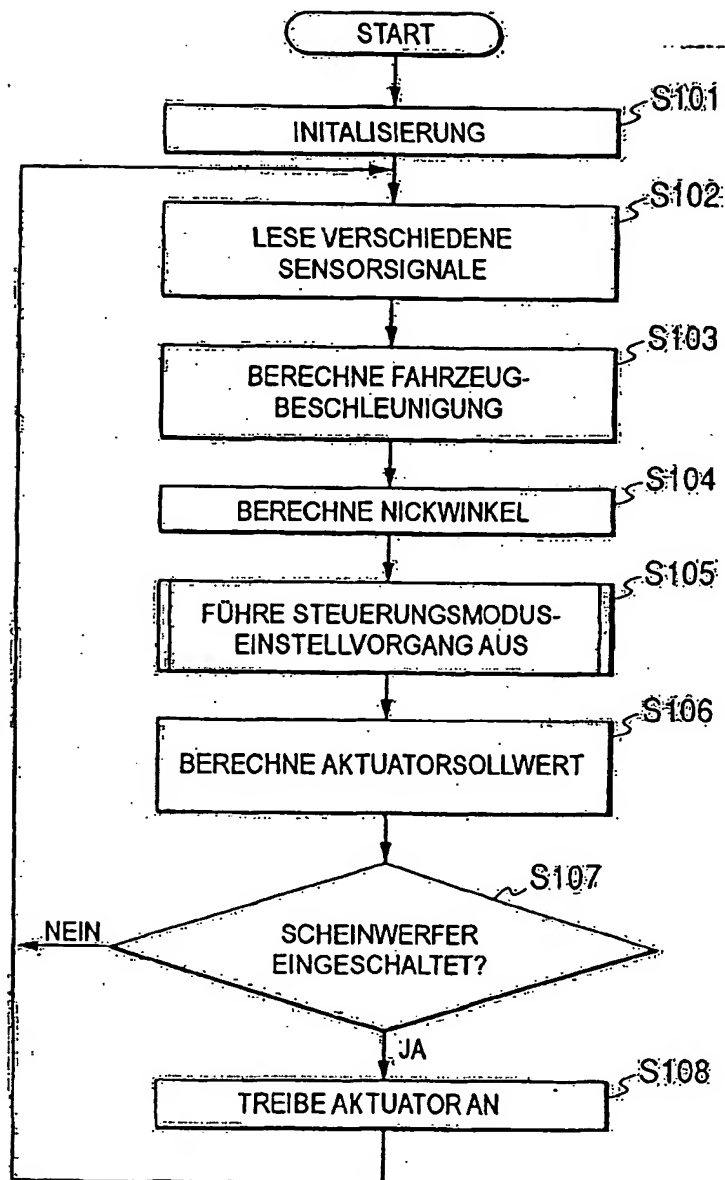 START
S101
INITALISIERUNG
S102
LESE VERSCHIEDENE
SENSORSIGNALE
S103
BERECHNE FAHRZEUG-
BESCHLEUNIGUNG
S104
BERECHNE NICKWINKEL
S105
FÜHRE STEUERUNGSMODUS-
EINSTELLVORGANG AUS
S106
BERECHNE AKTUATORSOLLWERT
S107
SCHEINWERFER
EINGESCHALTET?
NEIN
JA
S108
TREIBE AKTUATOR AN